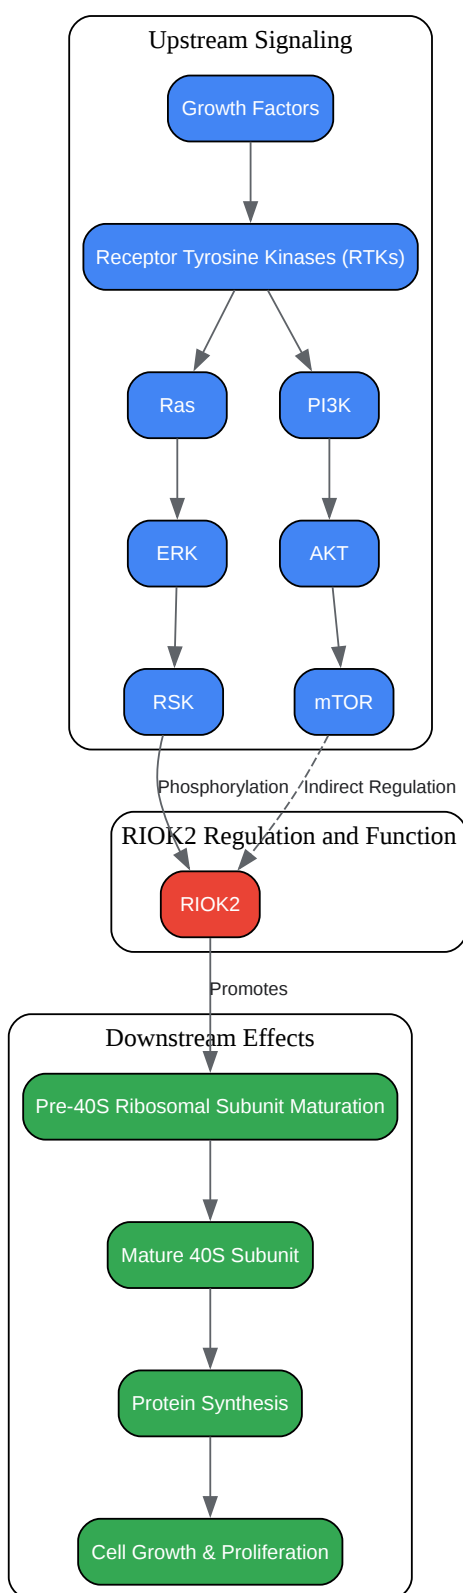 Upstream Signaling
Growth Factors
Receptor Tyrosine Kinases (RTKs)
Ras
PI3K
ERK
AKT
RSK
mTOR
Phosphorylation
Indirect Regulation
RIOK2 Regulation and Function
RIOK2
Promotes
Downstream Effects
Pre-40S Ribosomal Subunit Maturation
Mature 40S Subunit
Protein Synthesis
Cell Growth & Proliferation